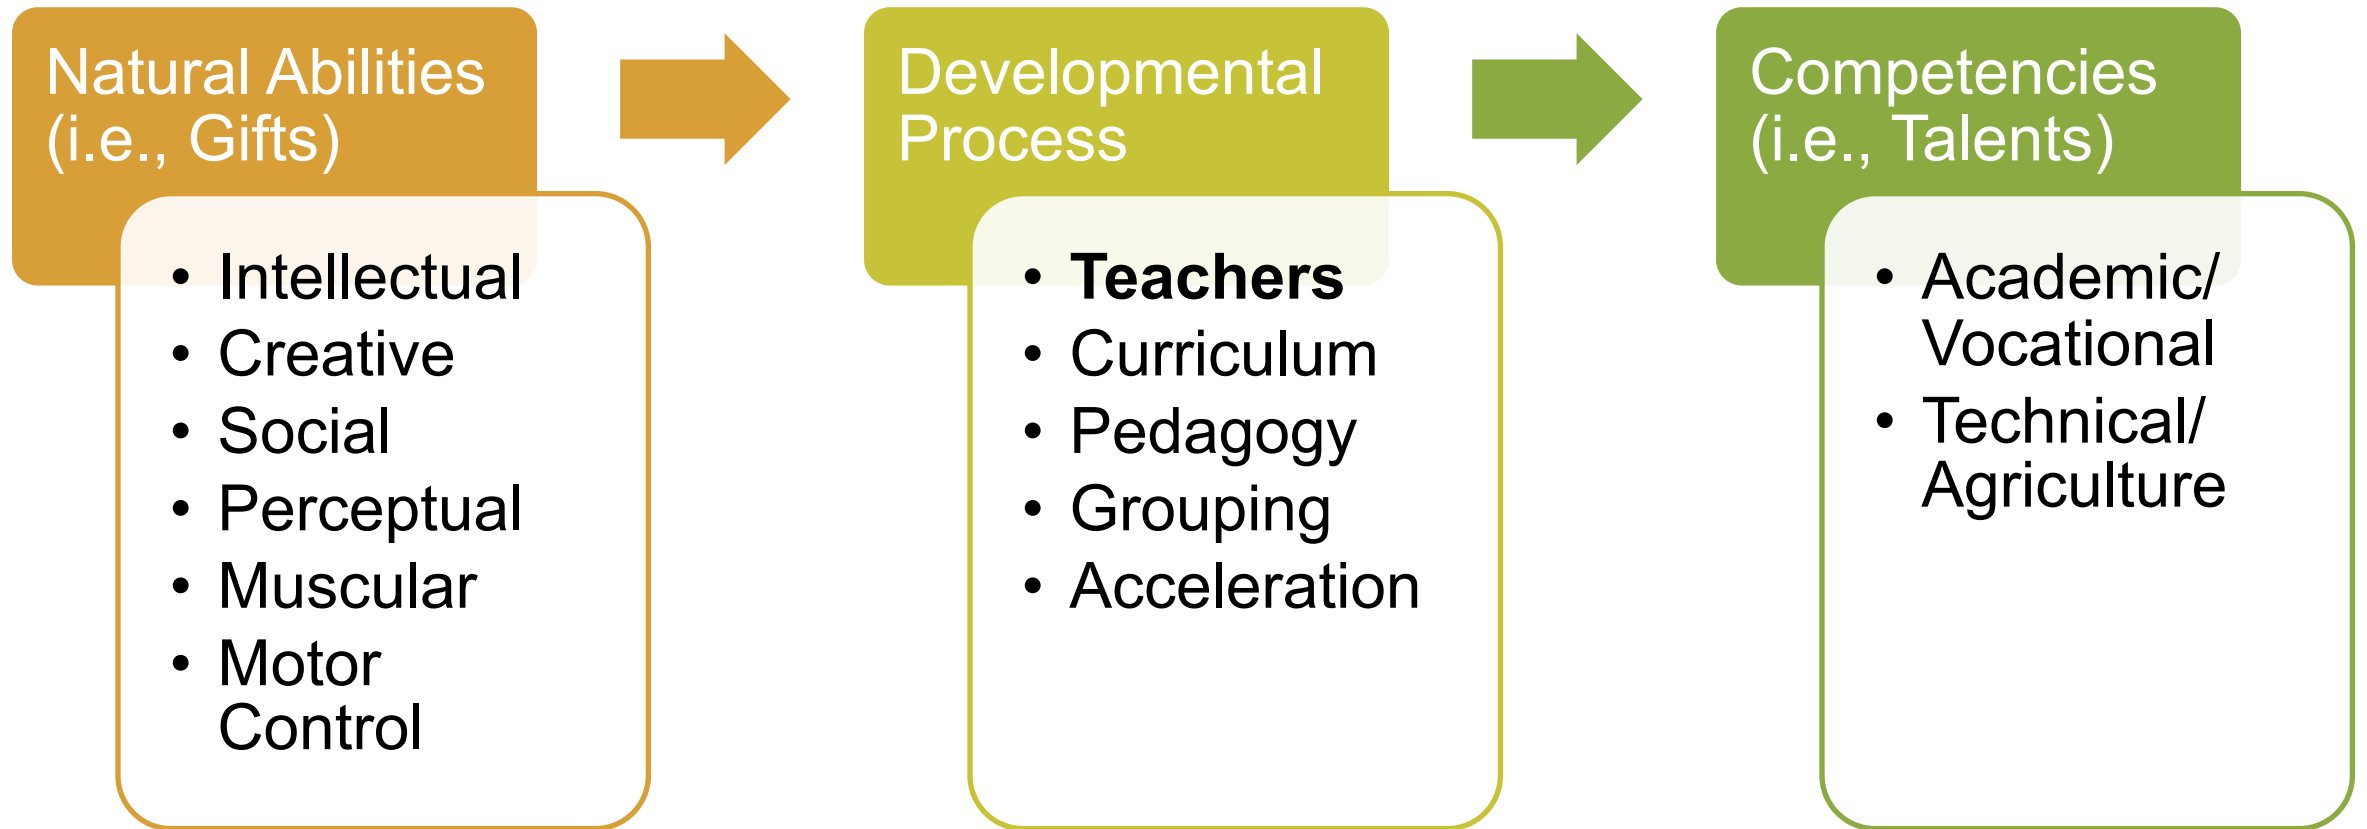 Natural Abilities
(i.e., Gifts)
• Intellectual
• Creative
• Social
• Perceptual
• Muscular
• Motor
Control
Developmental
Process
• Teachers
• Curriculum
• Pedagogy
• Grouping
• Acceleration
Competencies
(i.e., Talents)
• Academic/
Vocational
• Technical/
Agriculture